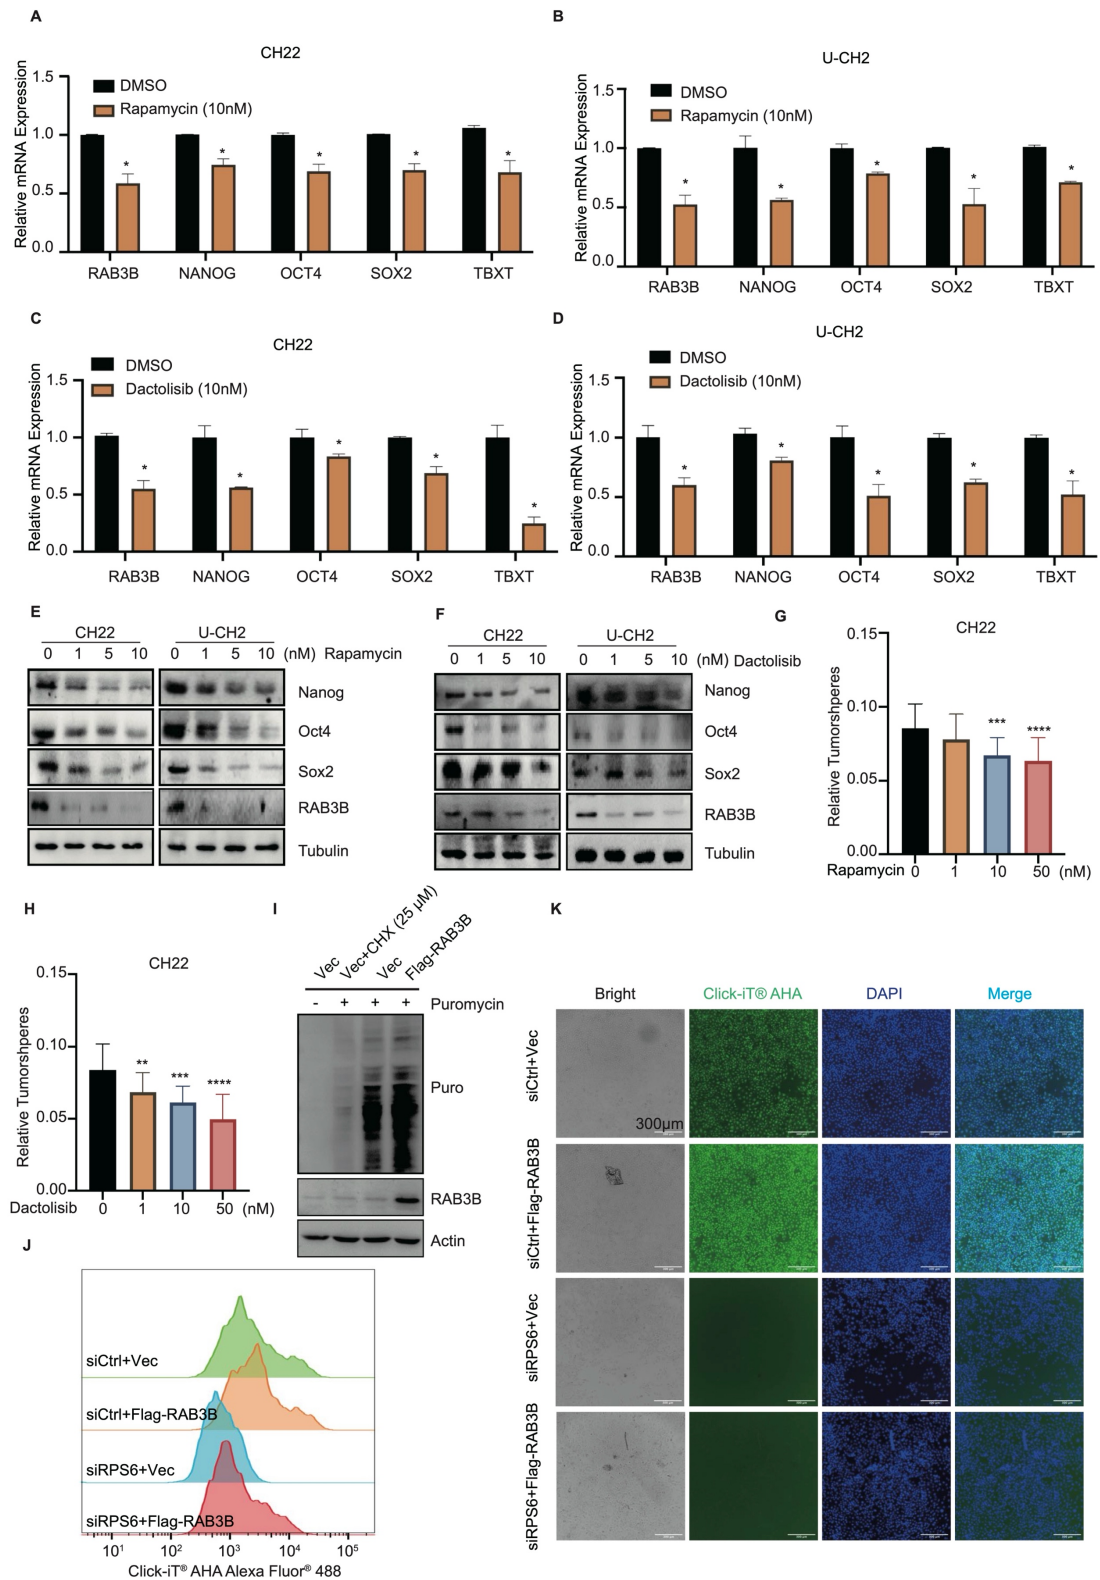 A
CH22
Relative mRNA Expression
1.5
1.0
0.5
0.0
DMSO
Rapamycin (10nM)
* * * * *
RAB3B NANOG OCT4 SOX2 TBXT
B
U-CH2
Relative mRNA Expression
1.5
1.0
0.5
0.0
DMSO
Rapamycin (10nM)
* * * * *
RAB3B NANOG OCT4 SOX2 TBXT
C
CH22
Relative mRNA Expression
1.5
1.0
0.5
0.0
DMSO
Dactolisib (10nM)
* * * * *
RAB3B NANOG OCT4 SOX2 TBXT
D
U-CH2
Relative mRNA Expression
1.5
1.0
0.5
0.0
DMSO
Dactolisib (10nM)
* * * * *
RAB3B NANOG OCT4 SOX2 TBXT
E
CH22 U-CH2
0 1 5 10 0 1 5 10 (nM) Rapamycin
Nanog
Oct4
Sox2
RAB3B
Tubulin
F
CH22 U-CH2
0 1 5 10 0 1 5 10 (nM) Dactolisib
Nanog
Oct4
Sox2
RAB3B
Tubulin
G
CH22
Relative Tumorshperes
0.15
0.10
0.05
0.00
*** ****
Rapamycin 0 1 10 50 (nM)
H
CH22
Relative Tumorshperes
0.15
0.10
0.05
0.00
** *** ****
Dactolisib 0 1 10 50 (nM)
I
Vec Vec+CHX (25 μM) Vec Flag-RAB3B
- + + + Puromycin
Puro
RAB3B
Actin
J
siCtrl+Vec
siCtrl+Flag-RAB3B
siRPS6+Vec
siRPS6+Flag-RAB3B
10¹ 10² 10³ 10⁴ 10⁵
Click-iT® AHA Alexa Fluor® 488
K
Bright Click-iT® AHA DAPI Merge
siCtrl+Vec
300μm
siCtrl+Flag-RAB3B
siRPS6+Vec
siRPS6+Flag-RAB3B